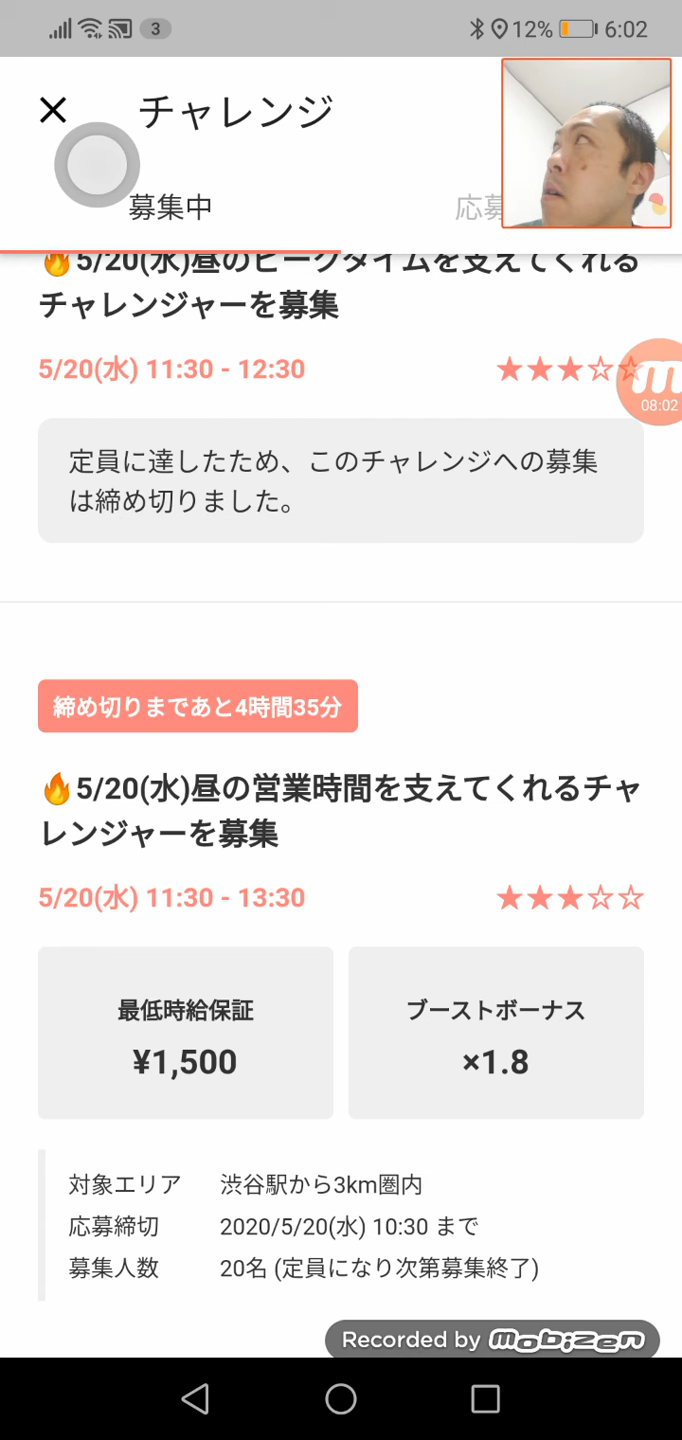 3
12%
6:02
チャレンジ
募集中
応募
🔥5/20(水)昼のピークタイムを支えてくれる
チャレンジャーを募集
5/20(水) 11:30 - 12:30
★★★☆☆
08:02
定員に達したため、このチャレンジへの募集
は締め切りました。
締め切りまであと4時間35分
🔥5/20(水)昼の営業時間を支えてくれるチャ
レンジャーを募集
5/20(水) 11:30 - 13:30
★★★☆☆
最低時給保証
¥1,500
ブーストボーナス
×1.8
対象エリア 渋谷駅から3km圏内
応募締切 2020/5/20(水) 10:30 まで
募集人数 20名 (定員になり次第募集終了)
Recorded by mobizen